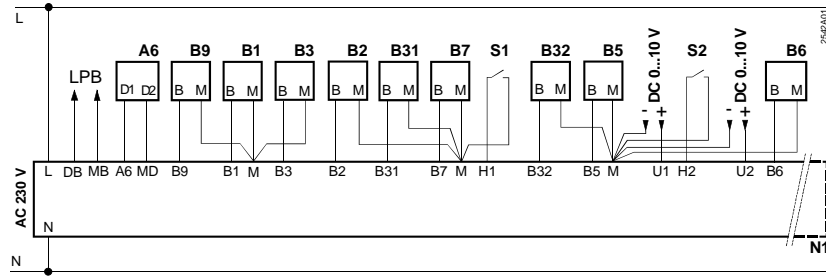 L
2542A01
A6 B9 B1 B3 B2 B31 B7 S1 B32 B5 DC 0...10 V S2 DC 0...10 V B6
LPB
D1 D2 B M B M B M B M B M B M B M B M B M
- + - +
L DB MB A6 MD B9 B1 M B3 B2 B31 B7 M H1 B32 B5 M U1 H2 U2 B6
AC 230 V
N
N1
N